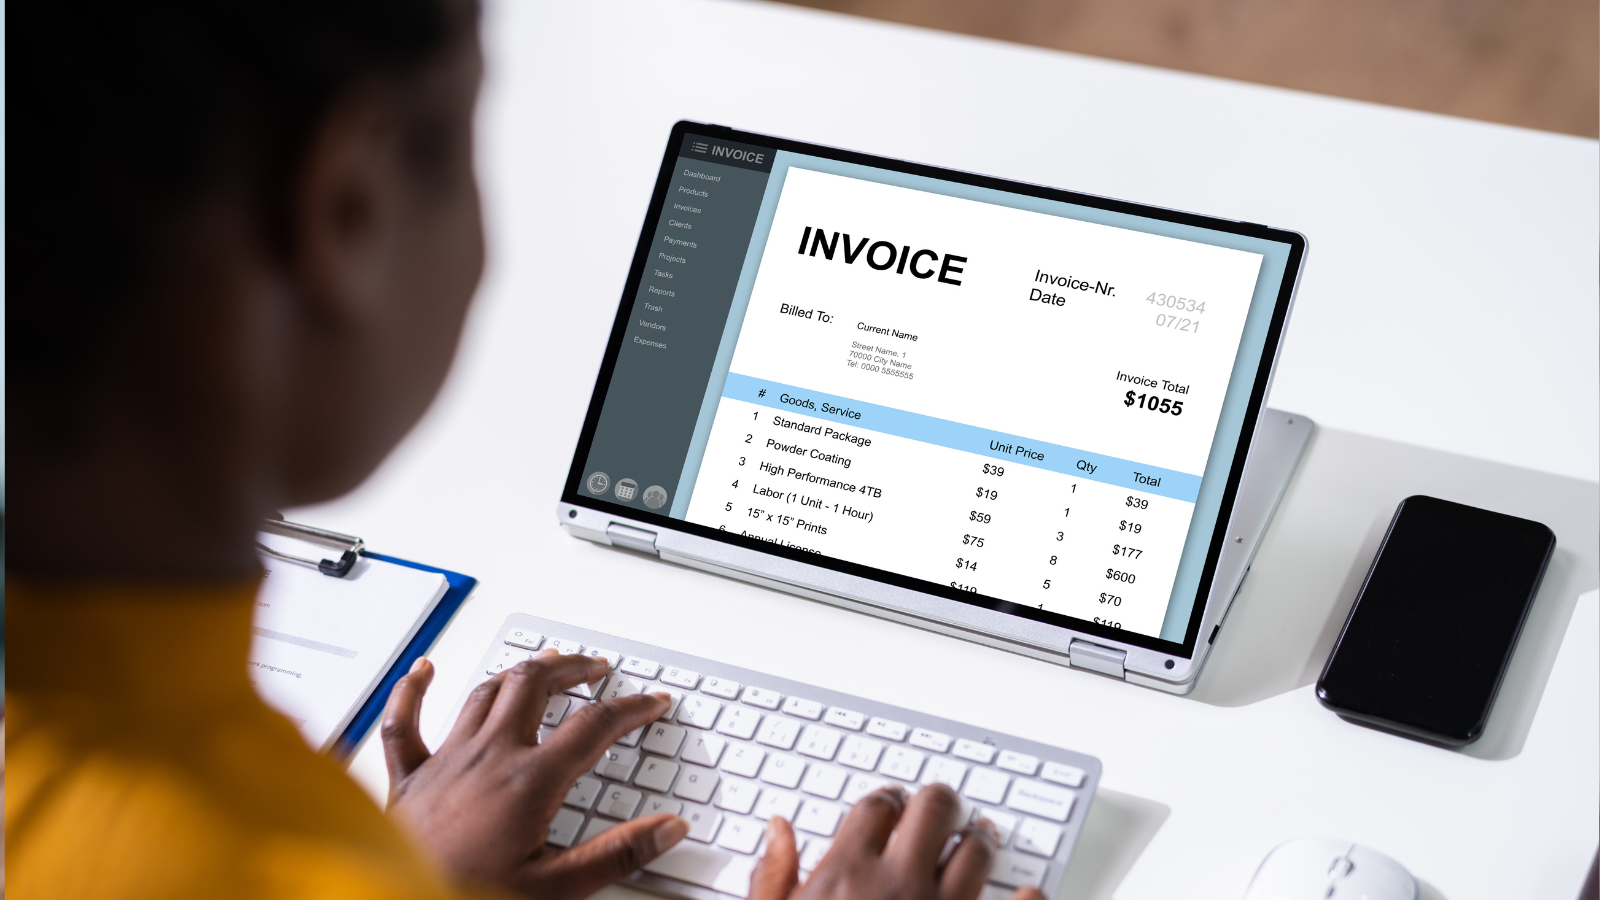 INVOICE
Dashboard
Products
Invoices
Clients
Payments
Projects
Tasks
Reports
Trash
Vendors
Expenses
INVOICE
Invoice-Nr. 430534
Date 07/21
Billed To: Current Name
Street Name, 1
70000 City Name
Tel: 0000 5555555
Invoice Total
$1055
# Goods, Service Unit Price Qty Total
1 Standard Package $39 1 $39
2 Powder Coating $19 1 $19
3 High Performance 4TB $59 3 $177
4 Labor (1 Unit - 1 Hour) $75 8 $600
5 15” x 15” Prints $14 5 $70
6 Annual License $119 1 $119
programming,
R T Z U
D F G H J K
X C V B N
Backspace
Enter